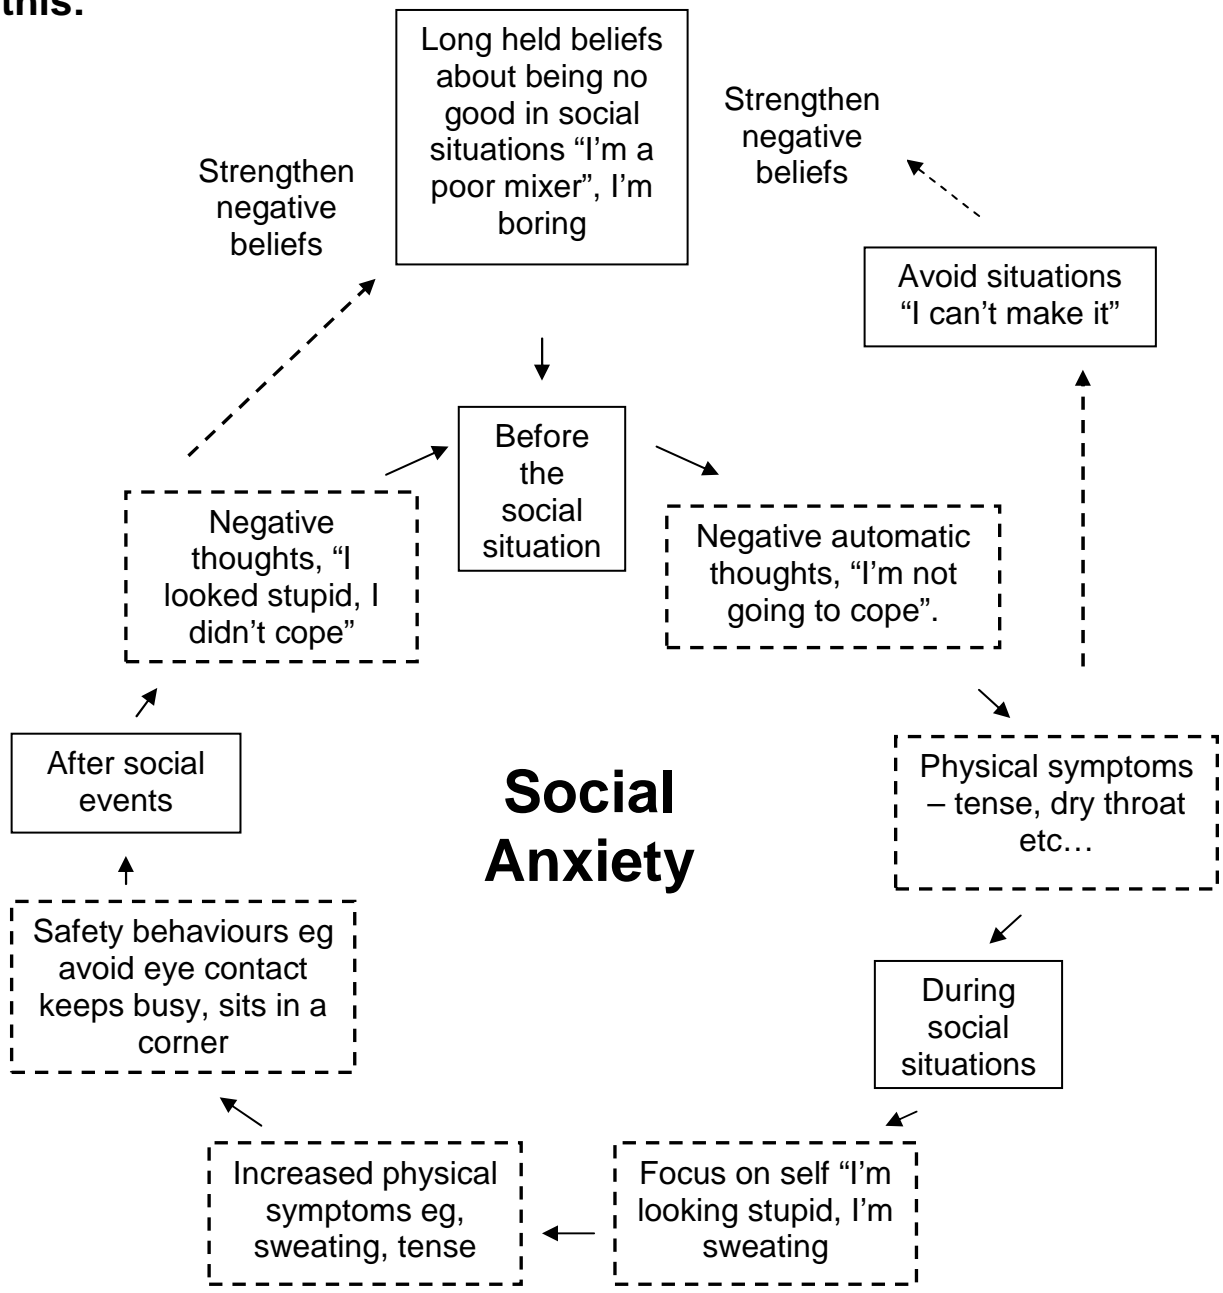 this:
Long held beliefs
about being no
good in social
situations “I’m a
poor mixer”, I’m
boring
Strengthen
negative
beliefs
Strengthen
negative
beliefs
Avoid situations
“I can’t make it”
Before
the
social
situation
Negative
thoughts, “I
looked stupid, I
didn’t cope”
Negative automatic
thoughts, “I’m not
going to cope”.
After social
events
Social
Anxiety
Physical symptoms
– tense, dry throat
etc…
Safety behaviours eg
avoid eye contact
keeps busy, sits in a
corner
During
social
situations
Increased physical
symptoms eg,
sweating, tense
Focus on self “I’m
looking stupid, I’m
sweating